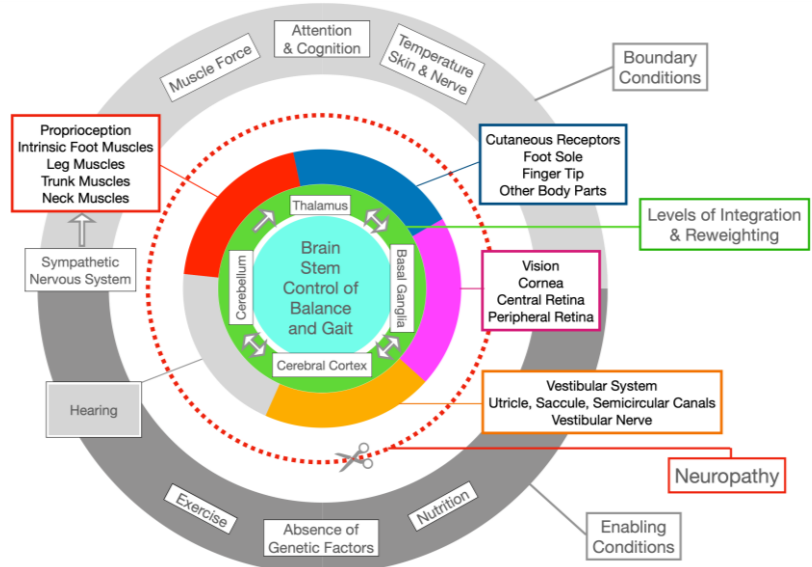 Attention
& Cognition
Muscle Force
Temperature
Skin & Nerve
Boundary
Conditions
Proprioception
Intrinsic Foot Muscles
Leg Muscles
Trunk Muscles
Neck Muscles
Cutaneous Receptors
Foot Sole
Finger Tip
Other Body Parts
Thalamus
Levels of Integration
& Reweighting
Sympathetic
Nervous System
Cerebellum
Brain
Stem
Control of
Balance
and Gait
Basal Ganglia
Vision
Cornea
Central Retina
Peripheral Retina
Cerebral Cortex
Hearing
Vestibular System
Utricle, Saccule, Semicircular Canals
Vestibular Nerve
Neuropathy
Exercise
Absence of
Genetic Factors
Nutrition
Enabling
Conditions